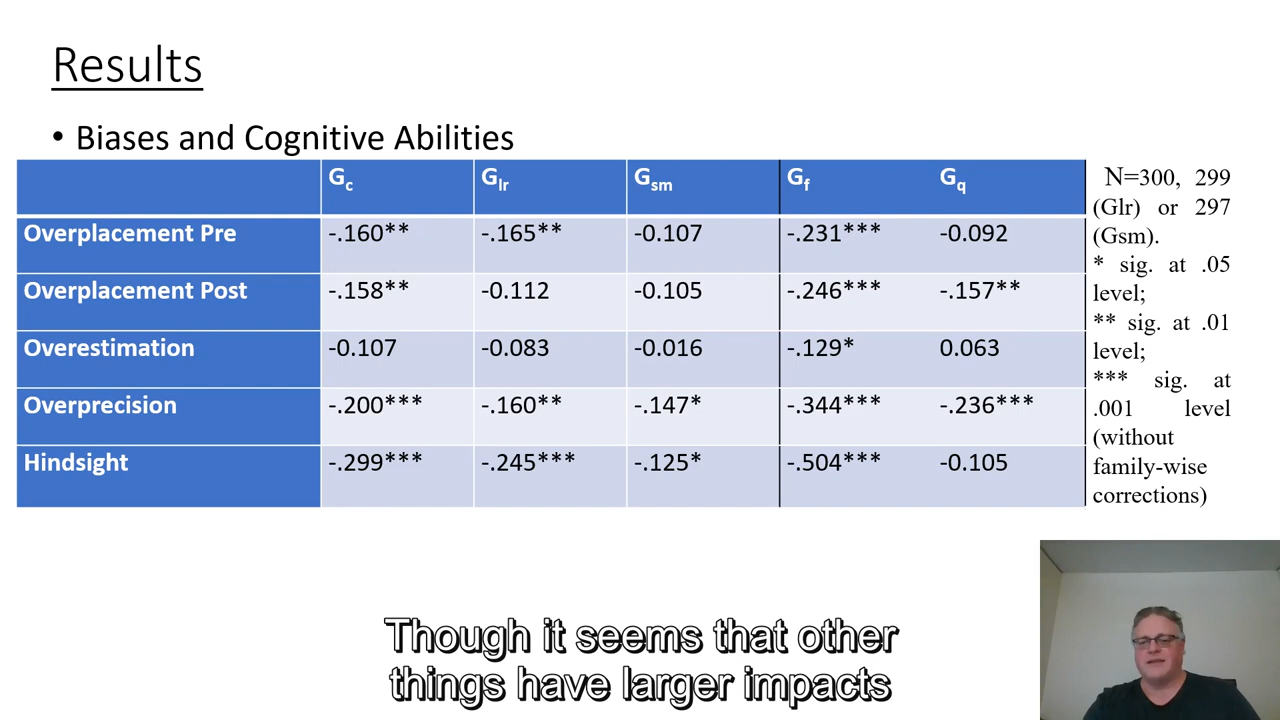 Results
• Biases and Cognitive Abilities
Gc Glr Gsm Gf Gq
Overplacement Pre -.160** -.165** -0.107 -.231*** -0.092
Overplacement Post -.158** -0.112 -0.105 -.246*** -.157**
Overestimation -0.107 -0.083 -0.016 -.129* 0.063
Overprecision -.200*** -.160** -.147* -.344*** -.236***
Hindsight -.299*** -.245*** -.125* -.504*** -0.105
N=300, 299
(Glr) or 297
(Gsm).
* sig. at .05
level;
** sig. at .01
level;
*** sig. at
.001 level
(without
family-wise
corrections)
Though it seems that other
things have larger impacts